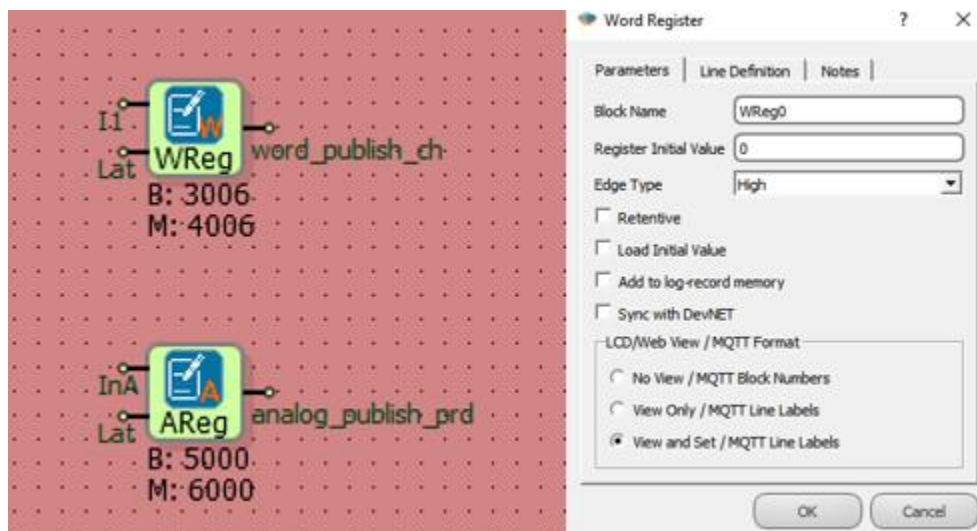 I.1
W
Lat
WReg
word_publish_ch
B: 3006
M: 4006
InA
A
Lat
AReg
analog_publish_prd
B: 5000
M: 6000
Word Register
?
X
Parameters
Line Definition
Notes
Block Name
WReg0
Register Initial Value
0
Edge Type
High
Retentive
Load Initial Value
Add to log-record memory
Sync with DevNET
LCD/Web View / MQTT Format
No View / MQTT Block Numbers
View Only / MQTT Line Labels
View and Set / MQTT Line Labels
OK
Cancel